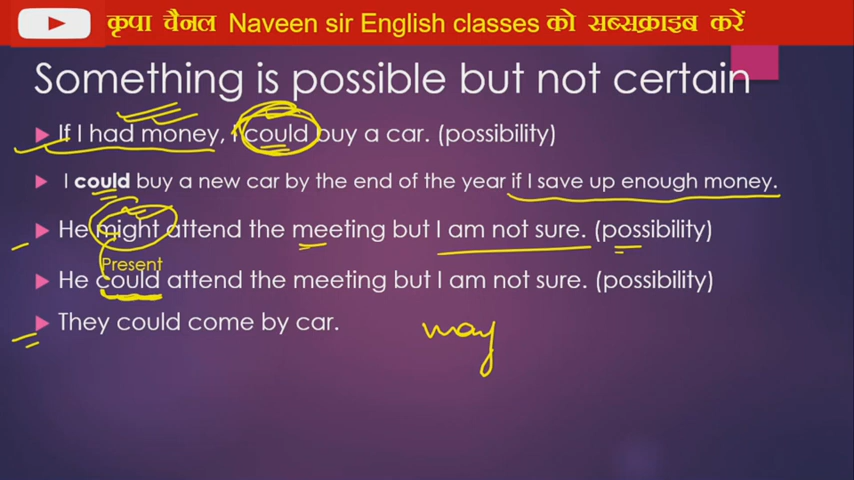 कृपा चैनल Naveen sir English classes को सब्सक्राइब करें
Something is possible but not certain
If I had money, I could buy a car. (possibility)
I could buy a new car by the end of the year if I save up enough money.
He might attend the meeting but I am not sure. (possibility)
Present
He could attend the meeting but I am not sure. (possibility)
They could come by car.
may